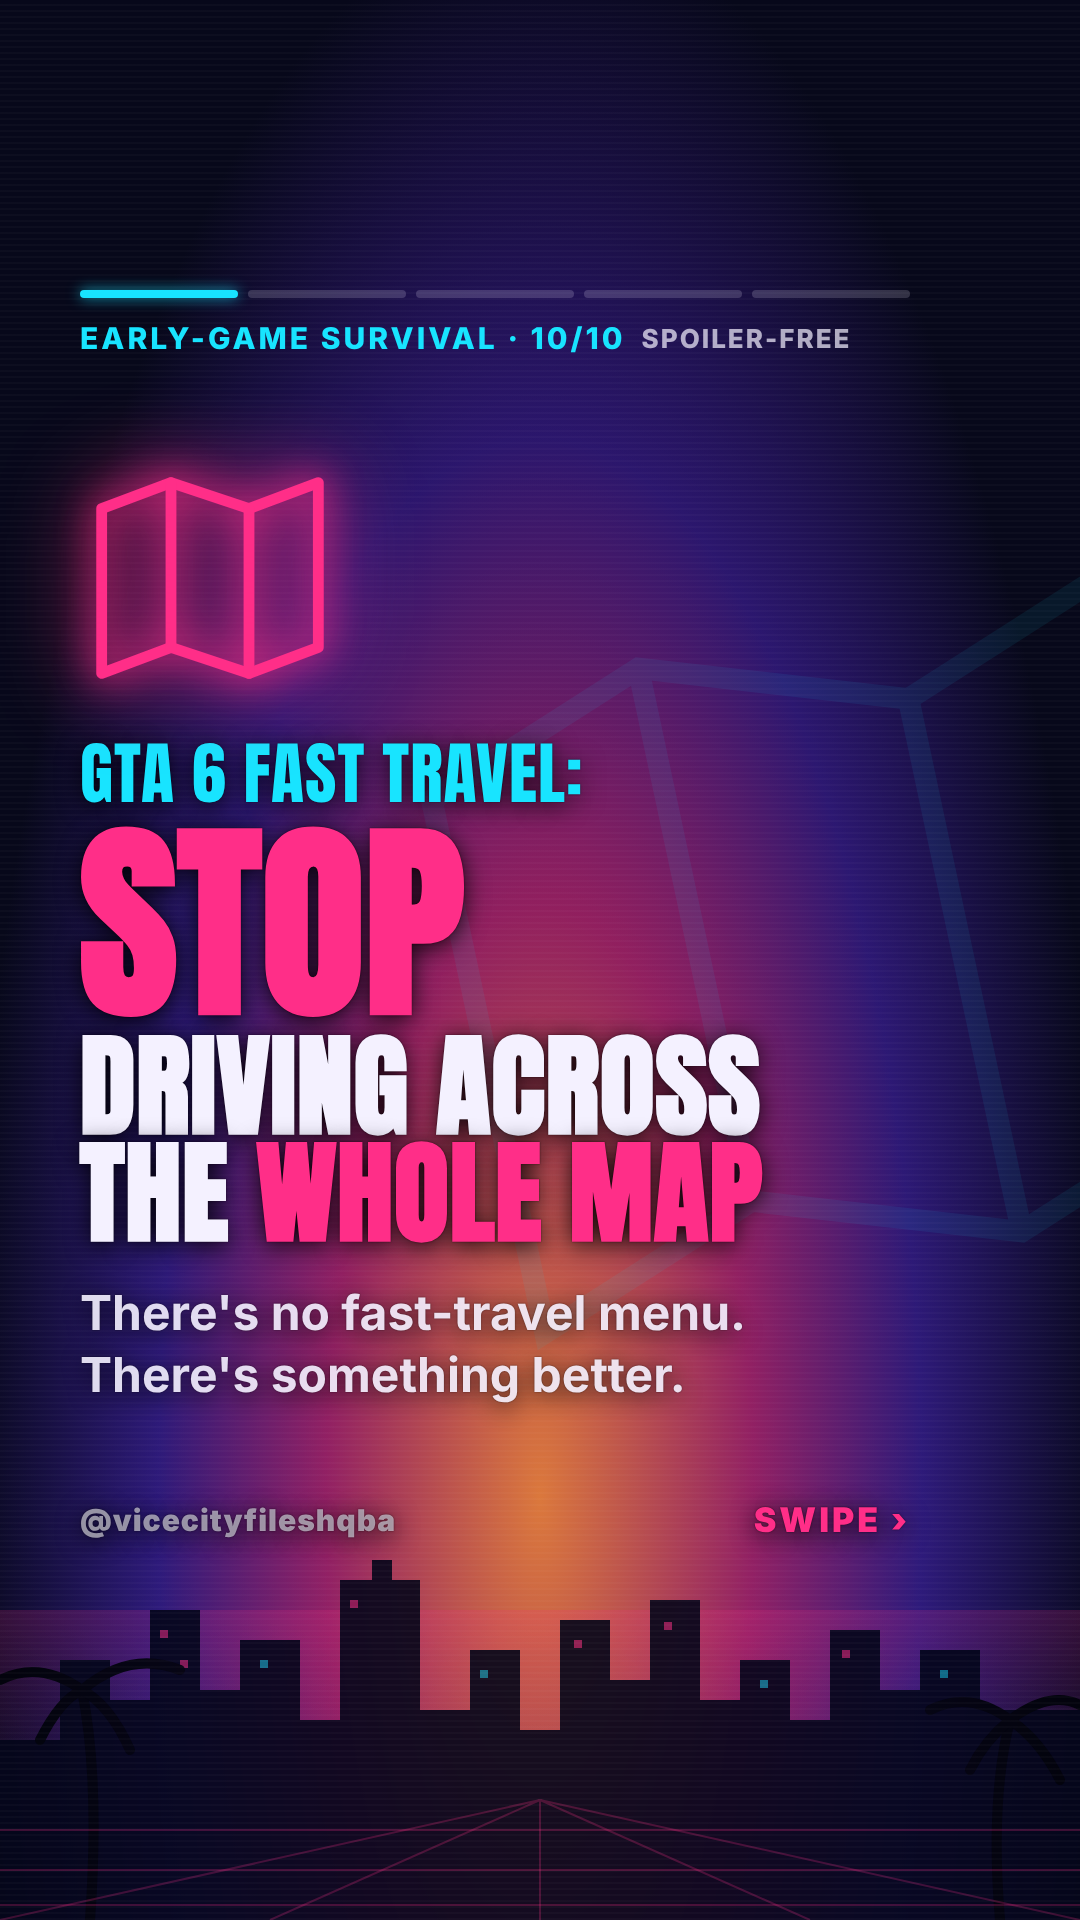 EARLY-GAME SURVIVAL · 10/10 SPOILER-FREE
GTA 6 FAST TRAVEL:
STOP
DRIVING ACROSS
THE WHOLE MAP
There's no fast-travel menu.
There's something better.
@vicecityfileshqba
SWIPE ›